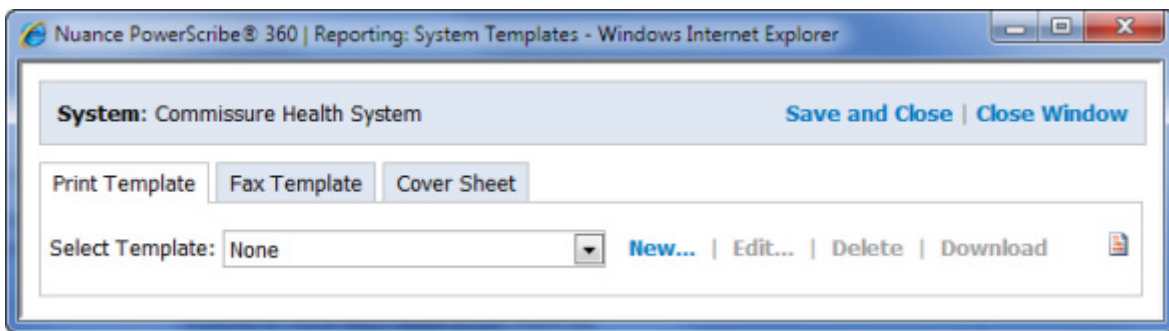 Nuance PowerScribe® 360 | Reporting: System Templates - Windows Internet Explorer
System: Commissure Health System Save and Close | Close Window
Print Template Fax Template Cover Sheet
Select Template: None New... | Edit... | Delete | Download